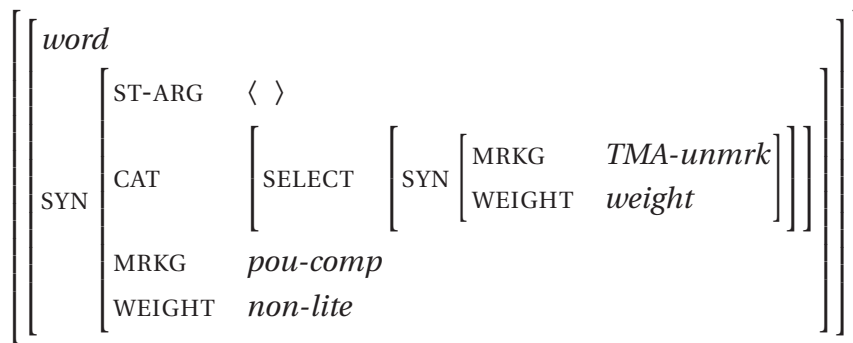 word
ST-ARG ⟨ ⟩
MRKG TMA-unmrk
CAT SELECT SYN
SYN WEIGHT weight
MRKG pou-comp
WEIGHT non-lite